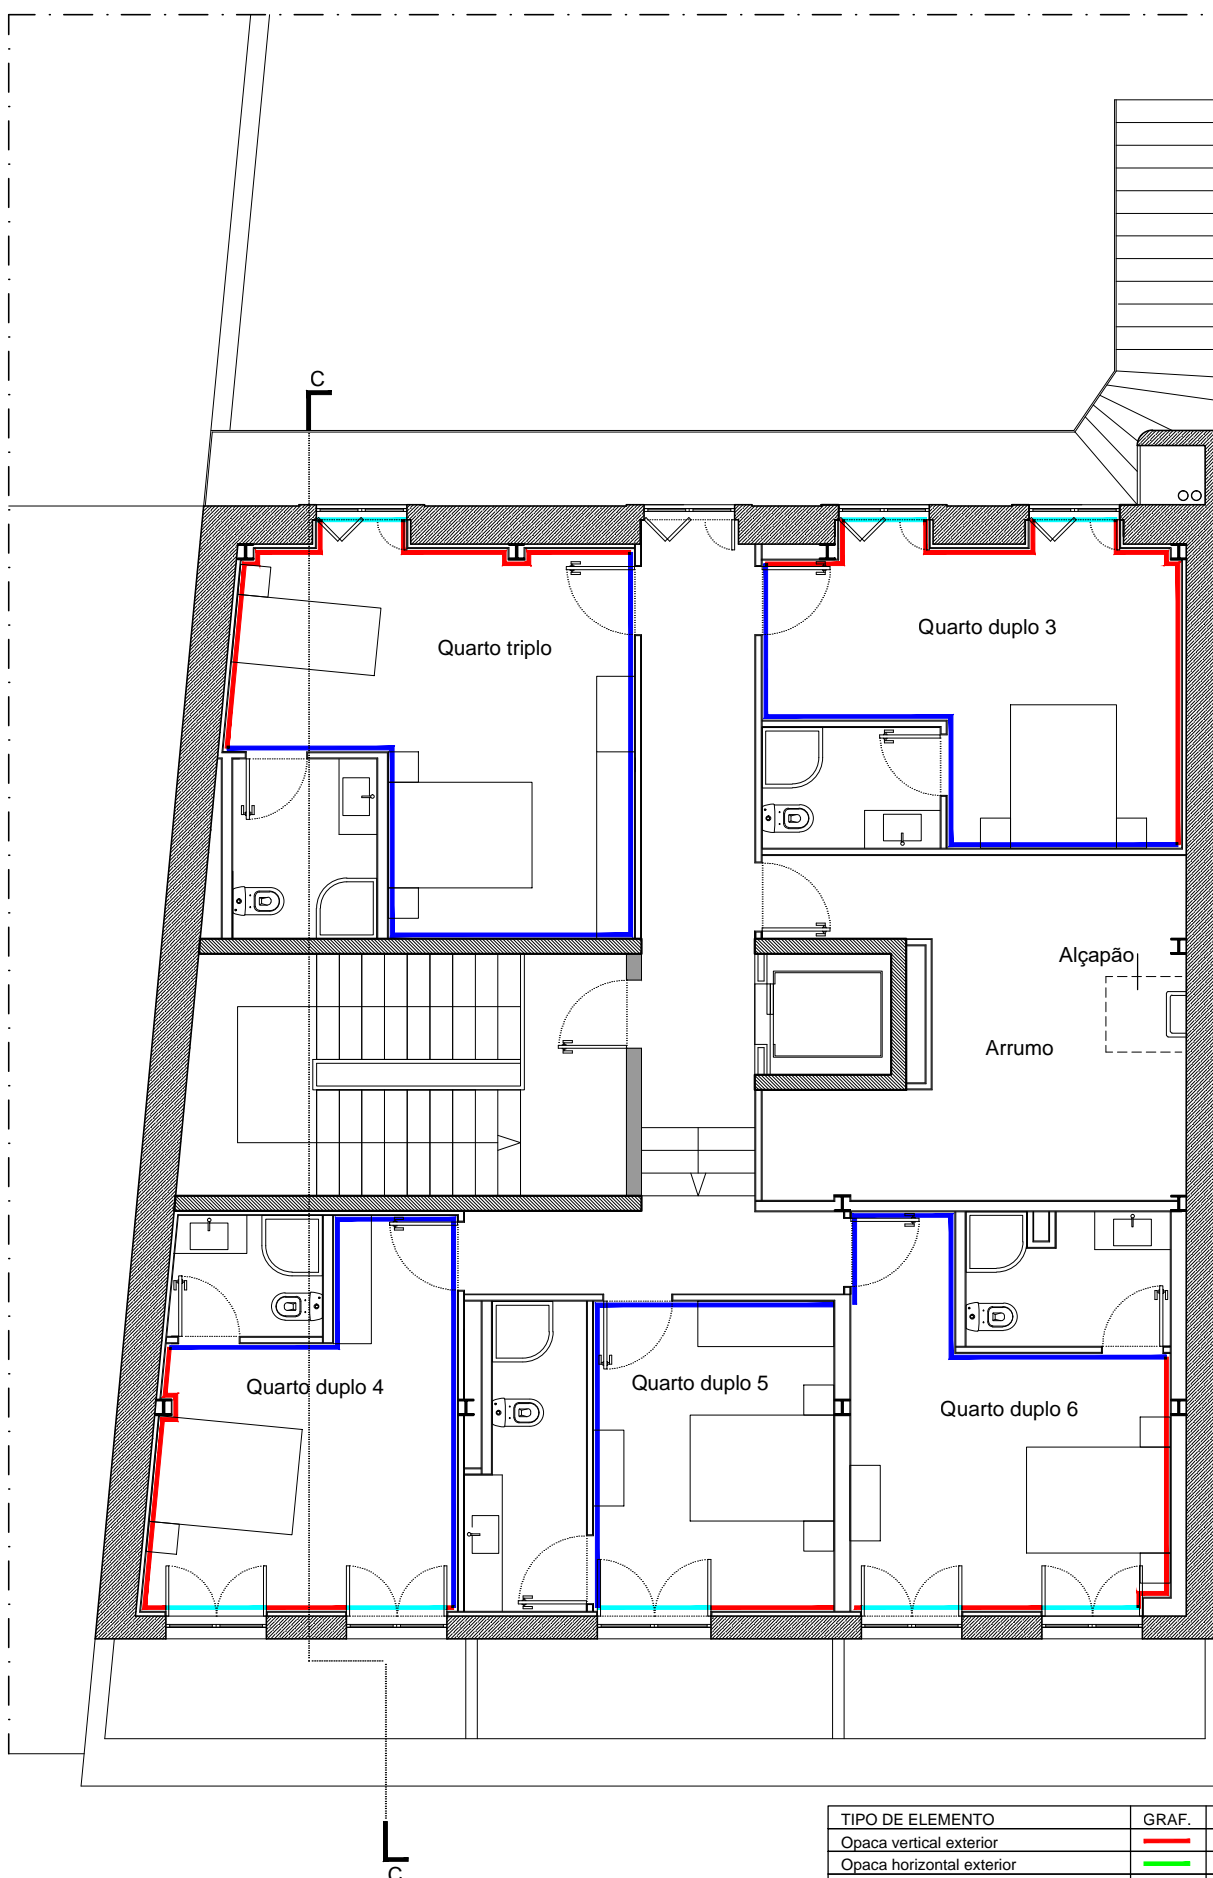 C
Quarto triplo
Quarto duplo 3
Alçapão
Arrumo
Quarto duplo 4
Quarto duplo 5
Quarto duplo 6
TIPO DE ELEMENTO GRAF.
Opaca vertical exterior
Opaca horizontal exterior
C